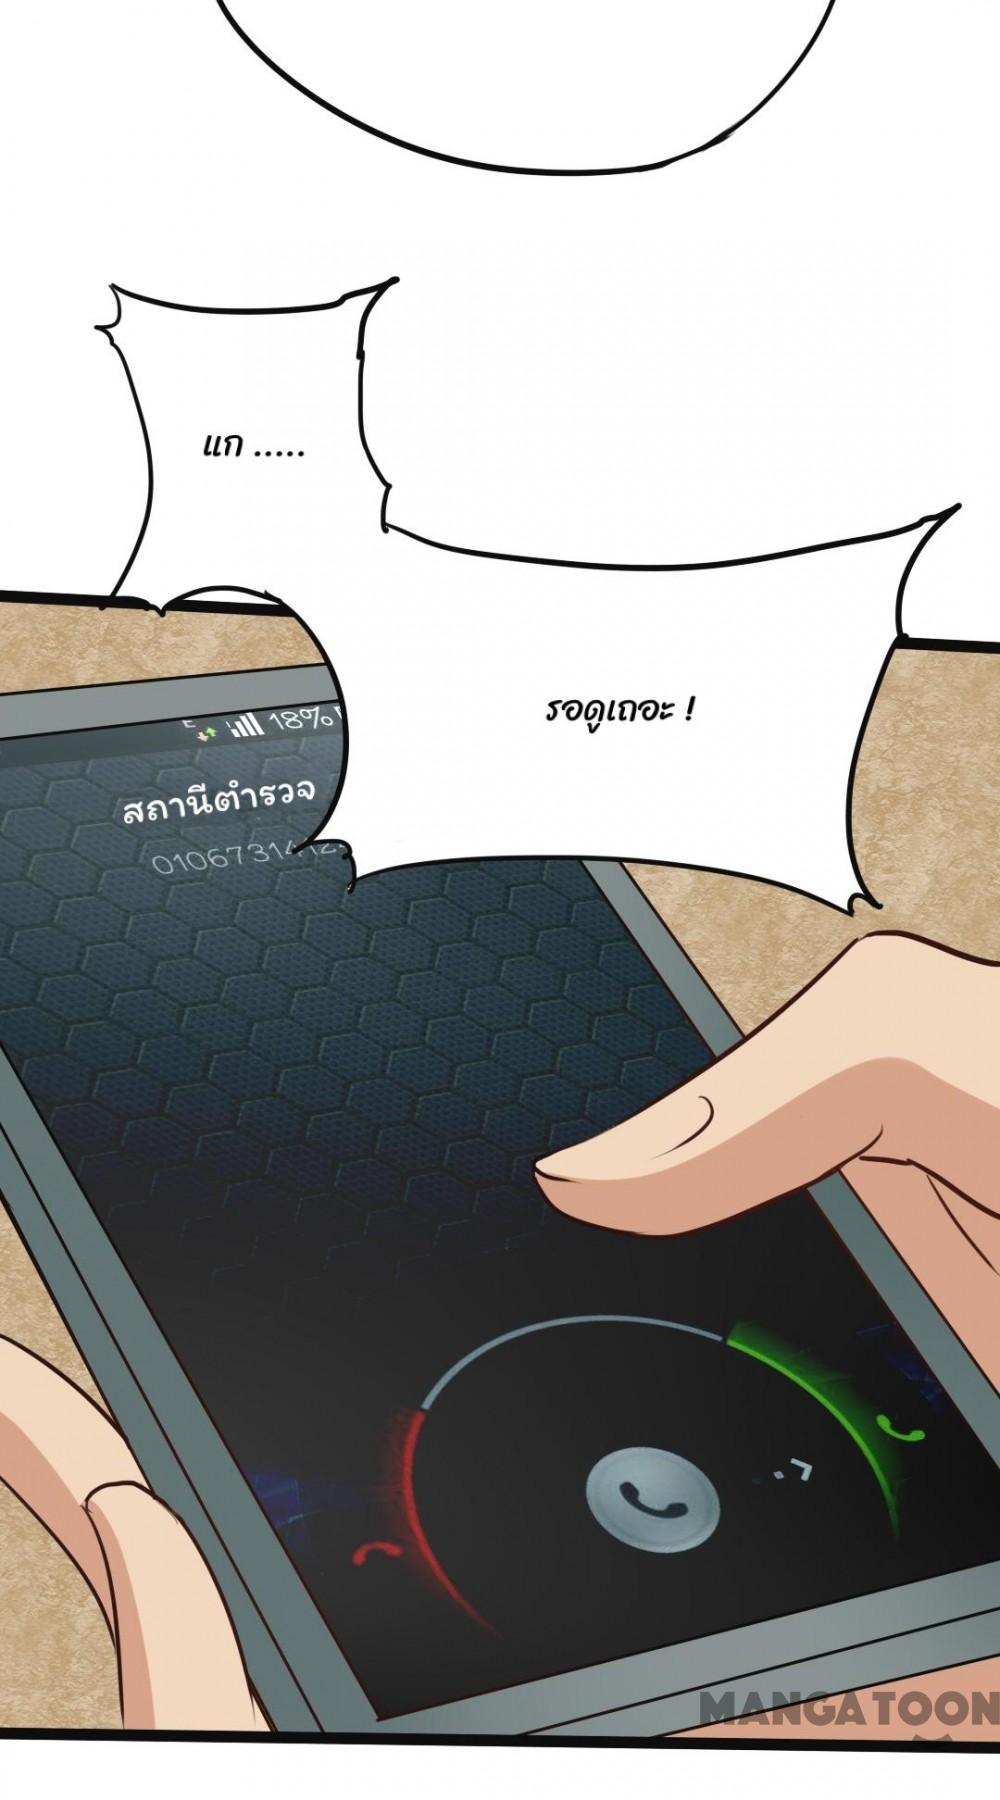 แก .....
รอดูเถอะ !
E 18%
สถานีตำรวจ
MANGATOON